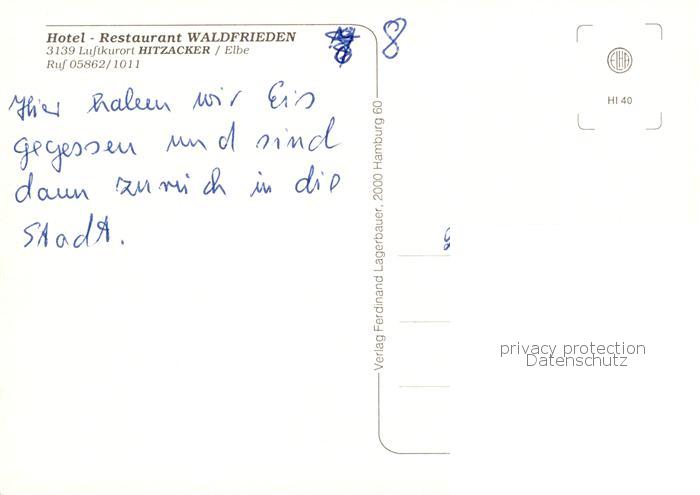 Hotel - Restaurant WALDFRIEDEN
3139 Luftkurort HITZACKER / Elbe
Ruf 05862/1011
8
Hier haben wir Eis
gegessen und sind
dann zurück in die
Stadt.
Verlag Ferdinand Lagerbauer, 2000 Hamburg 60
HI 40
privacy protection
Datenschutz